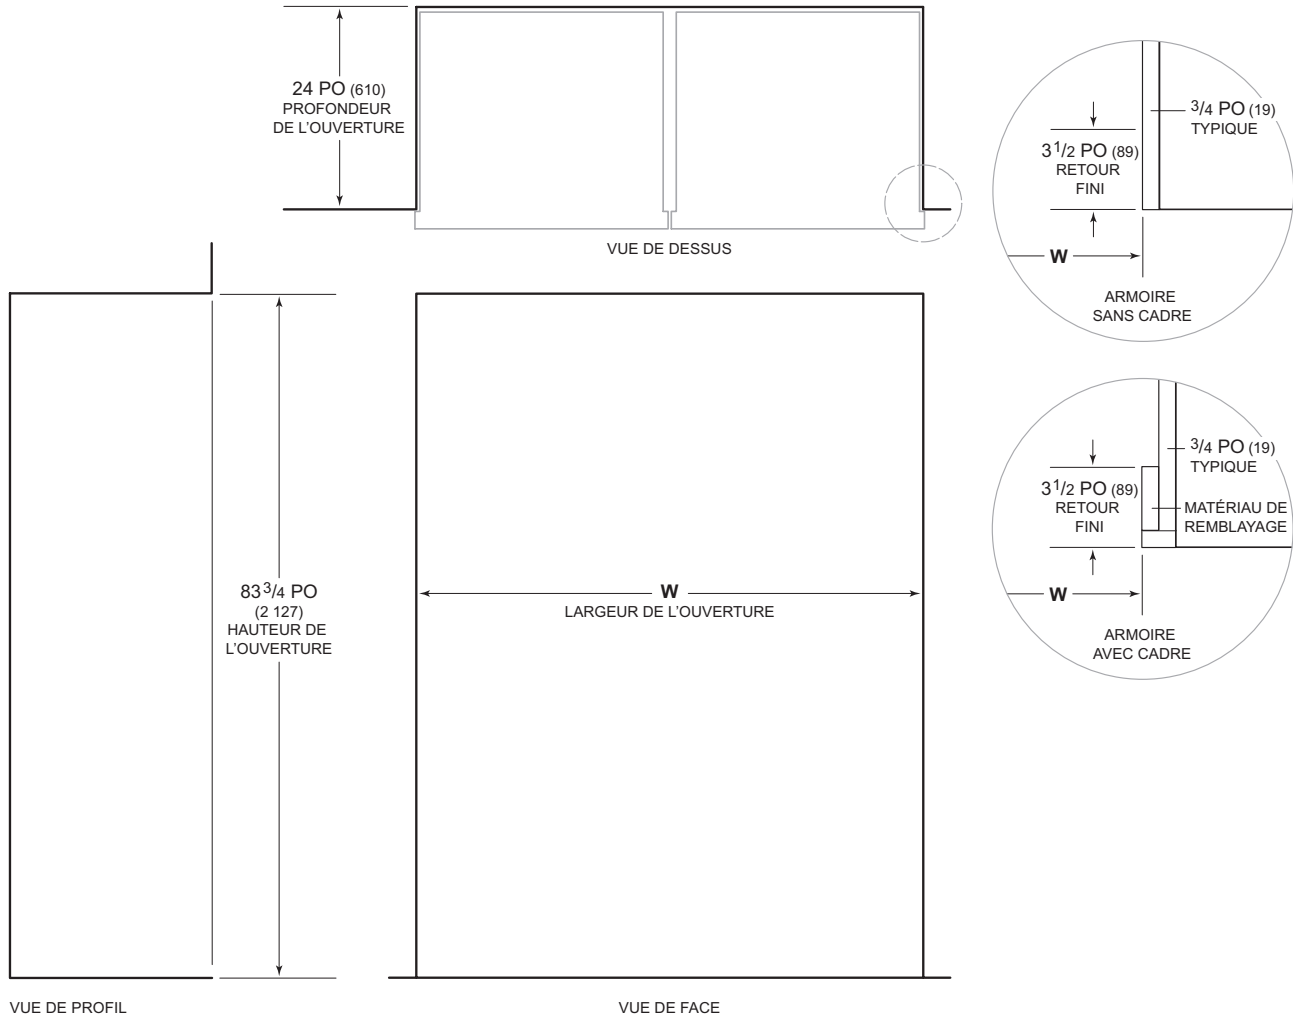 24 PO (610)
PROFONDEUR
DE L'OUVERTURE
VUE DE DESSUS
3/4 PO (19)
TYPIQUE
3 1/2 PO (89)
RETOUR
FINI
W
ARMOIRE
SANS CADRE
3/4 PO (19)
TYPIQUE
3 1/2 PO (89)
RETOUR
FINI
MATÉRIAU DE
REMBLAYAGE
W
ARMOIRE
AVEC CADRE
83 3/4 PO
(2 127)
HAUTEUR DE
L'OUVERTURE
W
LARGEUR DE L'OUVERTURE
VUE DE PROFIL
VUE DE FACE